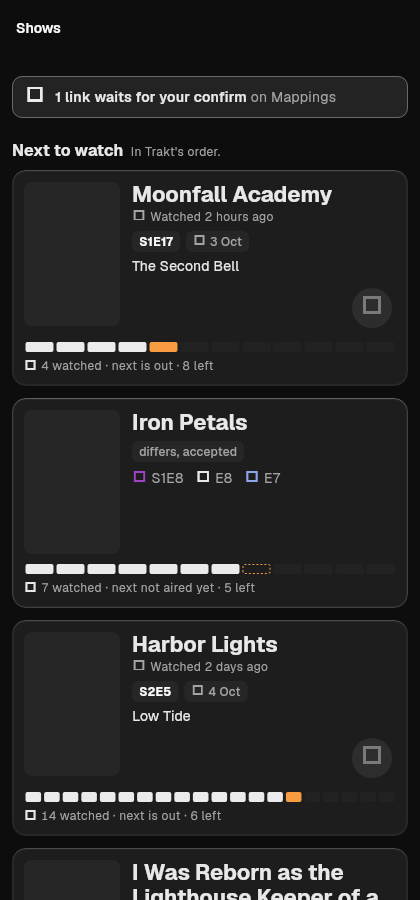 Shows
1 link waits for your confirm on Mappings
Next to watch In Trakt's order.
Moonfall Academy
Watched 2 hours ago
S1E17 3 Oct
The Second Bell
4 watched · next is out · 8 left
Iron Petals
differs, accepted
S1E8 E8 E7
7 watched · next not aired yet · 5 left
Harbor Lights
Watched 2 days ago
S2E5 4 Oct
Low Tide
14 watched · next is out · 6 left
I Was Reborn as the
Lighthouse Keeper of a